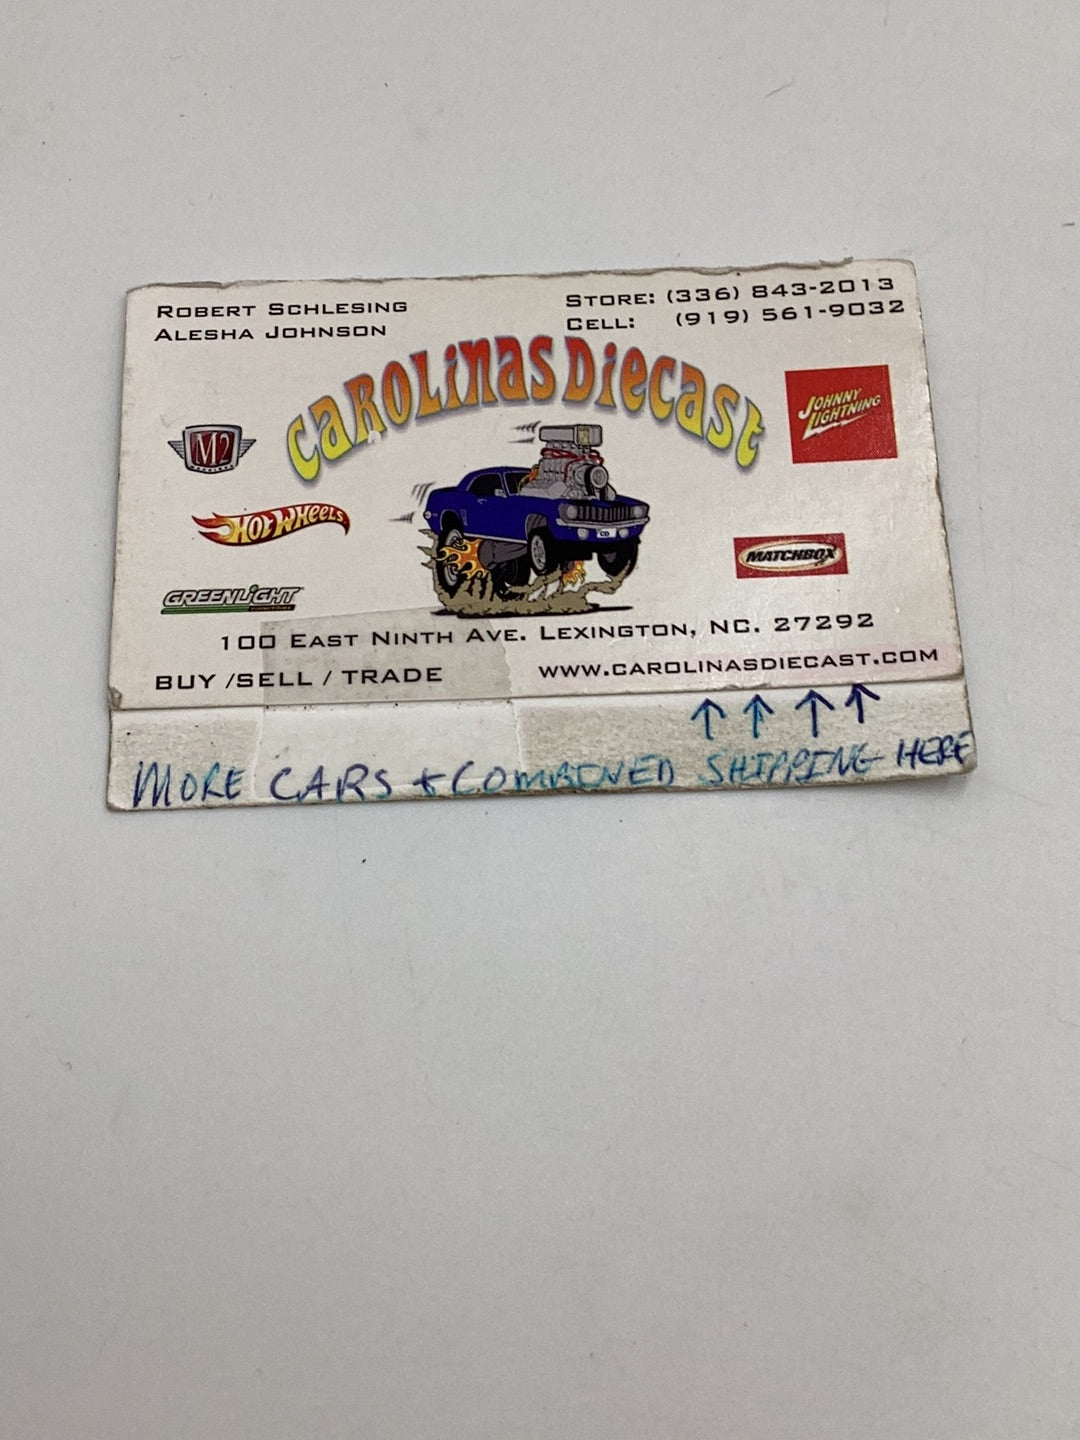 ROBERT SCHLESING
ALESHA JOHNSON
STORE: (336) 843-2013
CELL: (919) 561-9032
CAROLINAS DIECAST
M2
MACHINES
JOHNNY
LIGHTNING
HOT WHEELS
MATCHBOX
GREENLIGHT
CD
100 EAST NINTH AVE. LEXINGTON, NC. 27292
BUY /SELL / TRADE
WWW.CAROLINASDIECAST.COM
↑ ↑ ↑ ↑
MORE CARS + COMBINED SHIPPING HERE